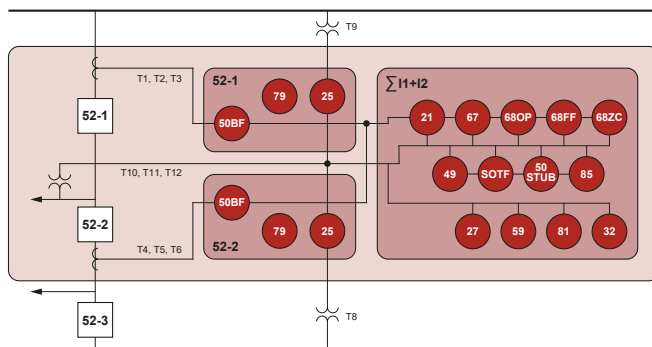 T9
52-1
∑I1+I2
T1, T2, T3
79
25
52-1
50BF
21
67
68OP
68FF
68ZC
T10, T11, T12
49
SOTF
50
STUB
85
50BF
52-2
79
25
27
59
81
32
T4, T5, T6
52-2
52-3
T8